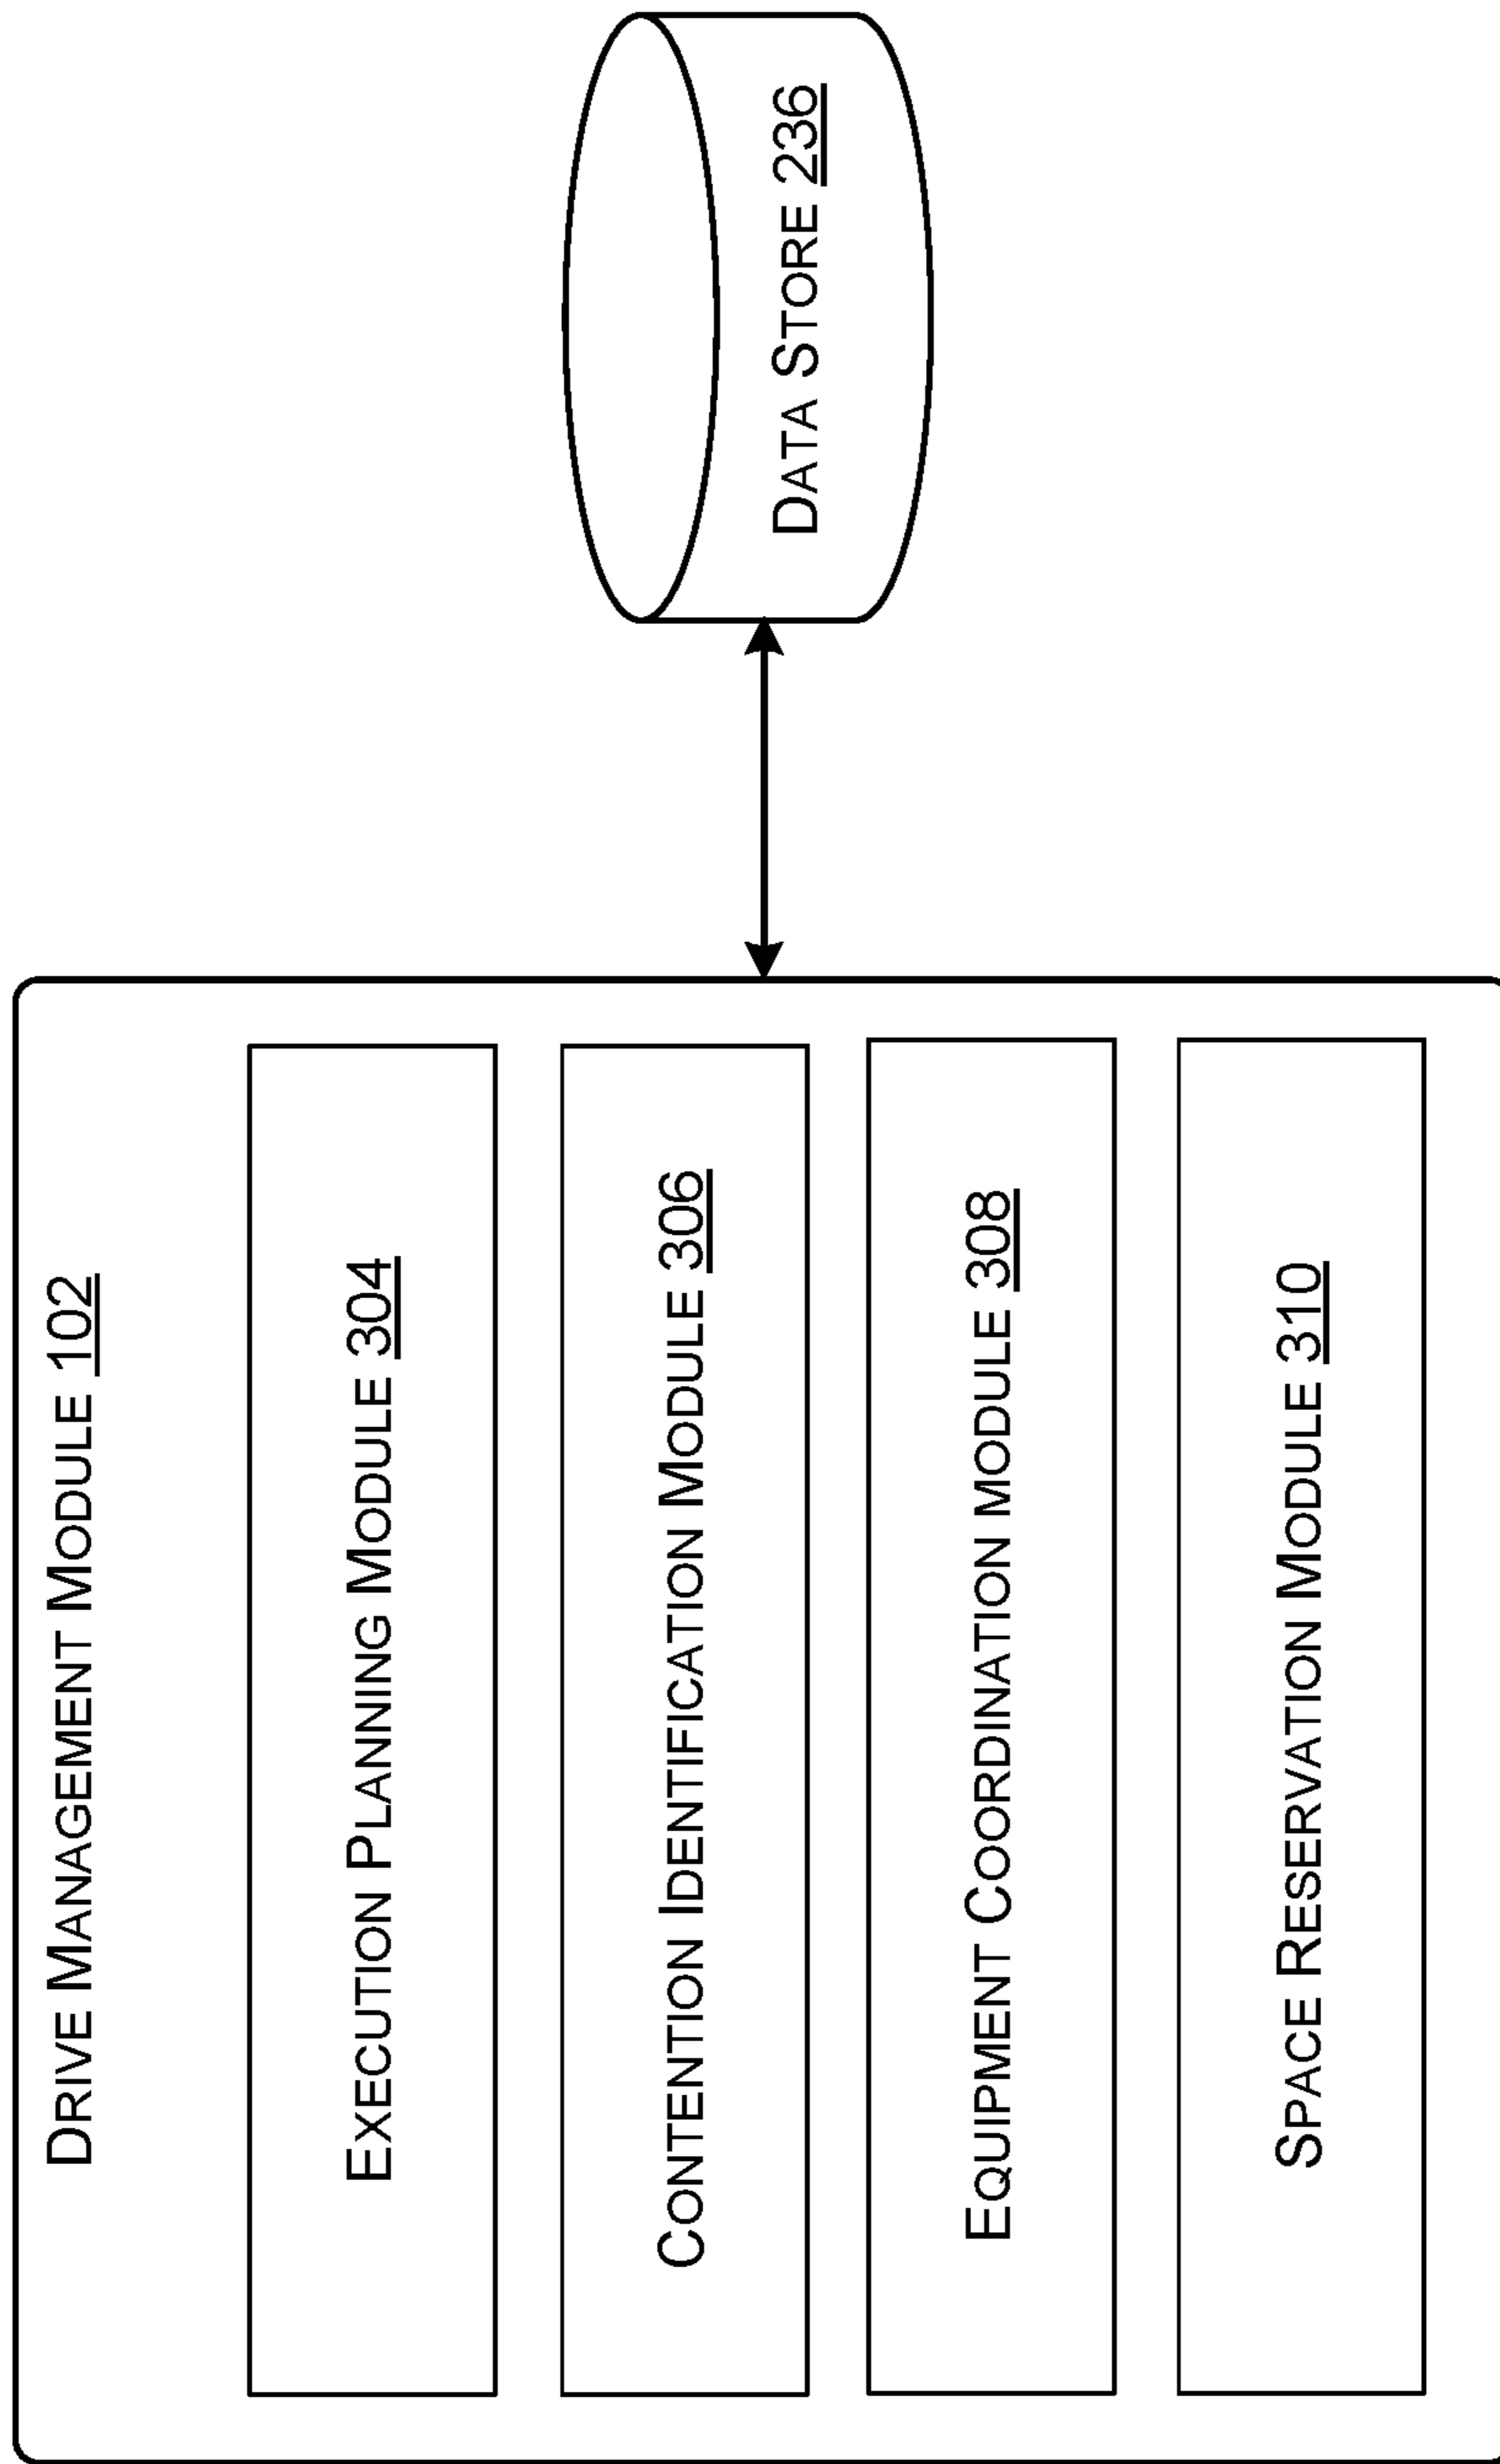 DRIVE MANAGEMENT MODULE 102
EXECUTION PLANNING MODULE 304
CONTENTION IDENTIFICATION MODULE 306
EQUIPMENT COORDINATION MODULE 308
SPACE RESERVATION MODULE 310
DATA STORE 236